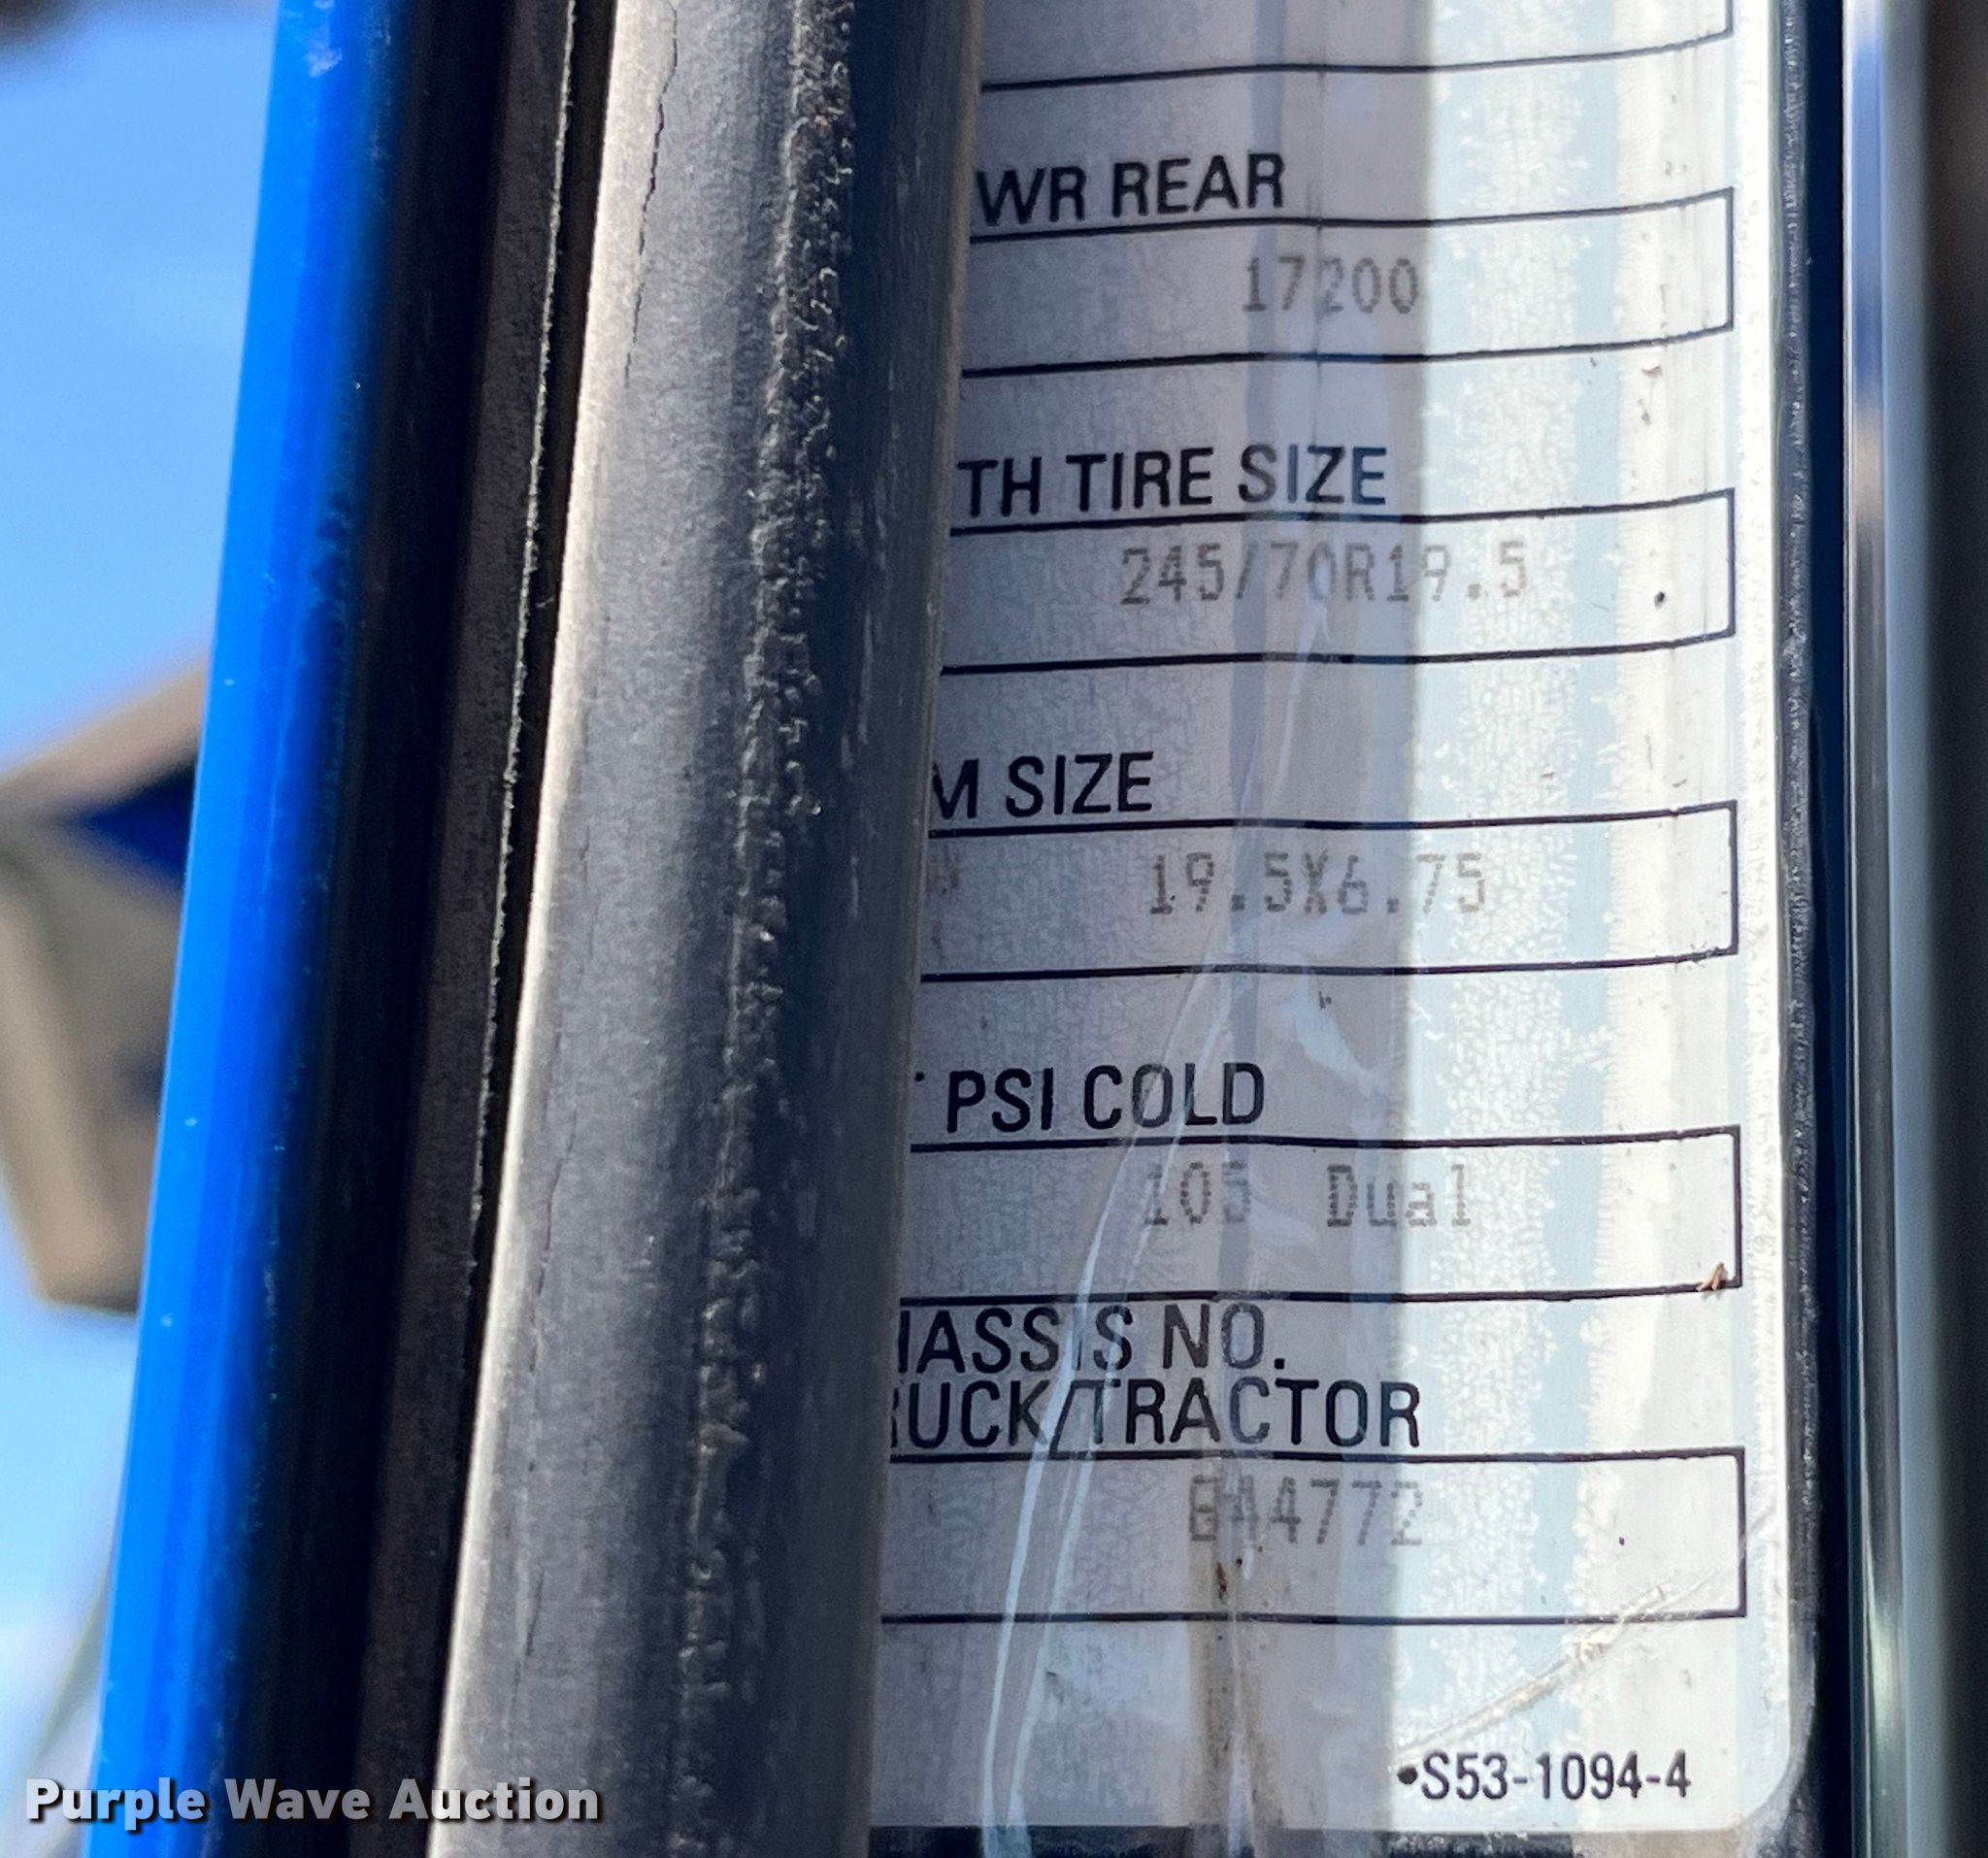 WR REAR
17200
TH TIRE SIZE
245/70R19.5
M SIZE
19.5X6.75
PSI COLD
105 Dual
HASSIS NO.
RUCK/TRACTOR
844772
•S53-1094-4
Purple Wave Auction